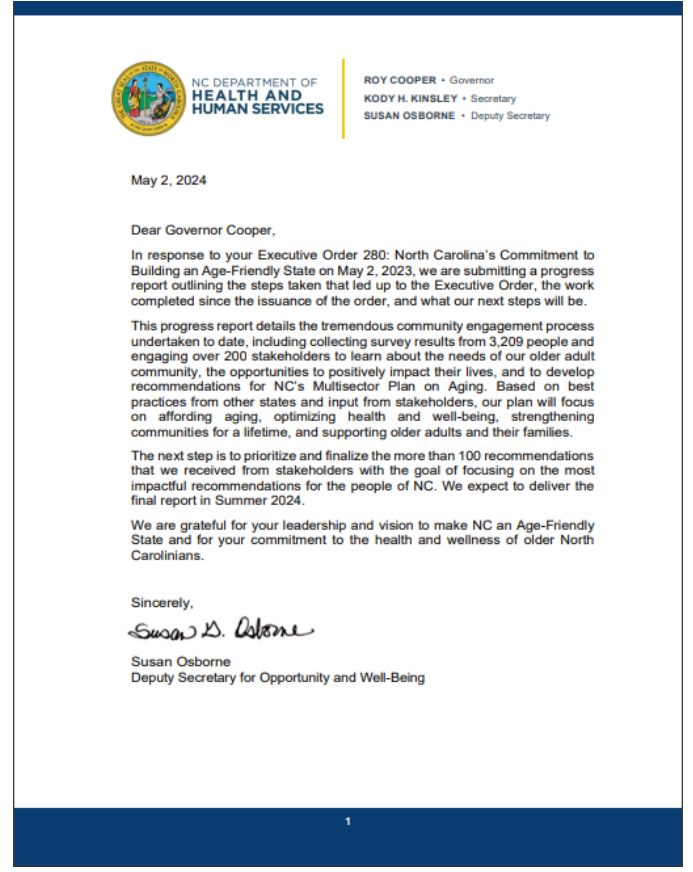 NC DEPARTMENT OF
HEALTH AND
HUMAN SERVICES
ROY COOPER • Governor
KODY H. KINSLEY • Secretary
SUSAN OSBORNE • Deputy Secretary
May 2, 2024
Dear Governor Cooper,
In response to your Executive Order 280: North Carolina's Commitment to
Building an Age-Friendly State on May 2, 2023, we are submitting a progress
report outlining the steps taken that led up to the Executive Order, the work
completed since the issuance of the order, and what our next steps will be.
This progress report details the tremendous community engagement process
undertaken to date, including collecting survey results from 3,209 people and
engaging over 200 stakeholders to learn about the needs of our older adult
community, the opportunities to positively impact their lives, and to develop
recommendations for NC's Multisector Plan on Aging. Based on best
practices from other states and input from stakeholders, our plan will focus
on affording aging, optimizing health and well-being, strengthening
communities for a lifetime, and supporting older adults and their families.
The next step is to prioritize and finalize the more than 100 recommendations
that we received from stakeholders with the goal of focusing on the most
impactful recommendations for the people of NC. We expect to deliver the
final report in Summer 2024.
We are grateful for your leadership and vision to make NC an Age-Friendly
State and for your commitment to the health and wellness of older North
Carolinians.
Sincerely,
Susan G. Osborne
Susan Osborne
Deputy Secretary for Opportunity and Well-Being
1